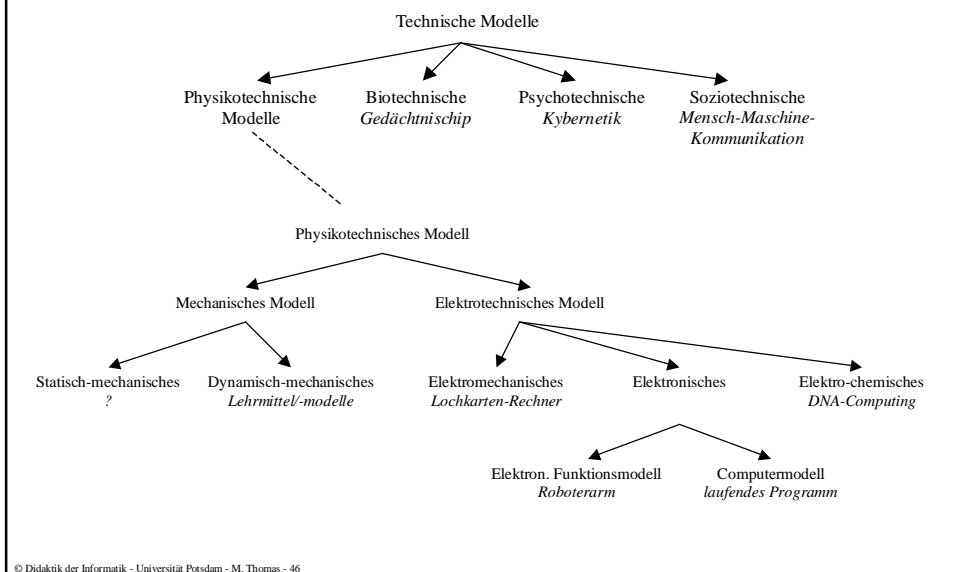 Technische Modelle
Physikotechnische
Modelle
Biotechnische
Gedächtnischip
Psychotechnische
Kybernetik
Soziotechnische
Mensch-Maschine-
Kommunikation
Physikotechnisches Modell
Mechanisches Modell
Elektrotechnisches Modell
Statisch-mechanisches
?
Dynamisch-mechanisches
Lehrmittel/-modelle
Elektromechanisches
Lochkarten-Rechner
Elektronisches
Elektro-chemisches
DNA-Computing
Elektron. Funktionsmodell
Roboterarm
Computermodell
laufendes Programm
© Didaktik der Informatik - Universität Potsdam - M. Thomas - 46